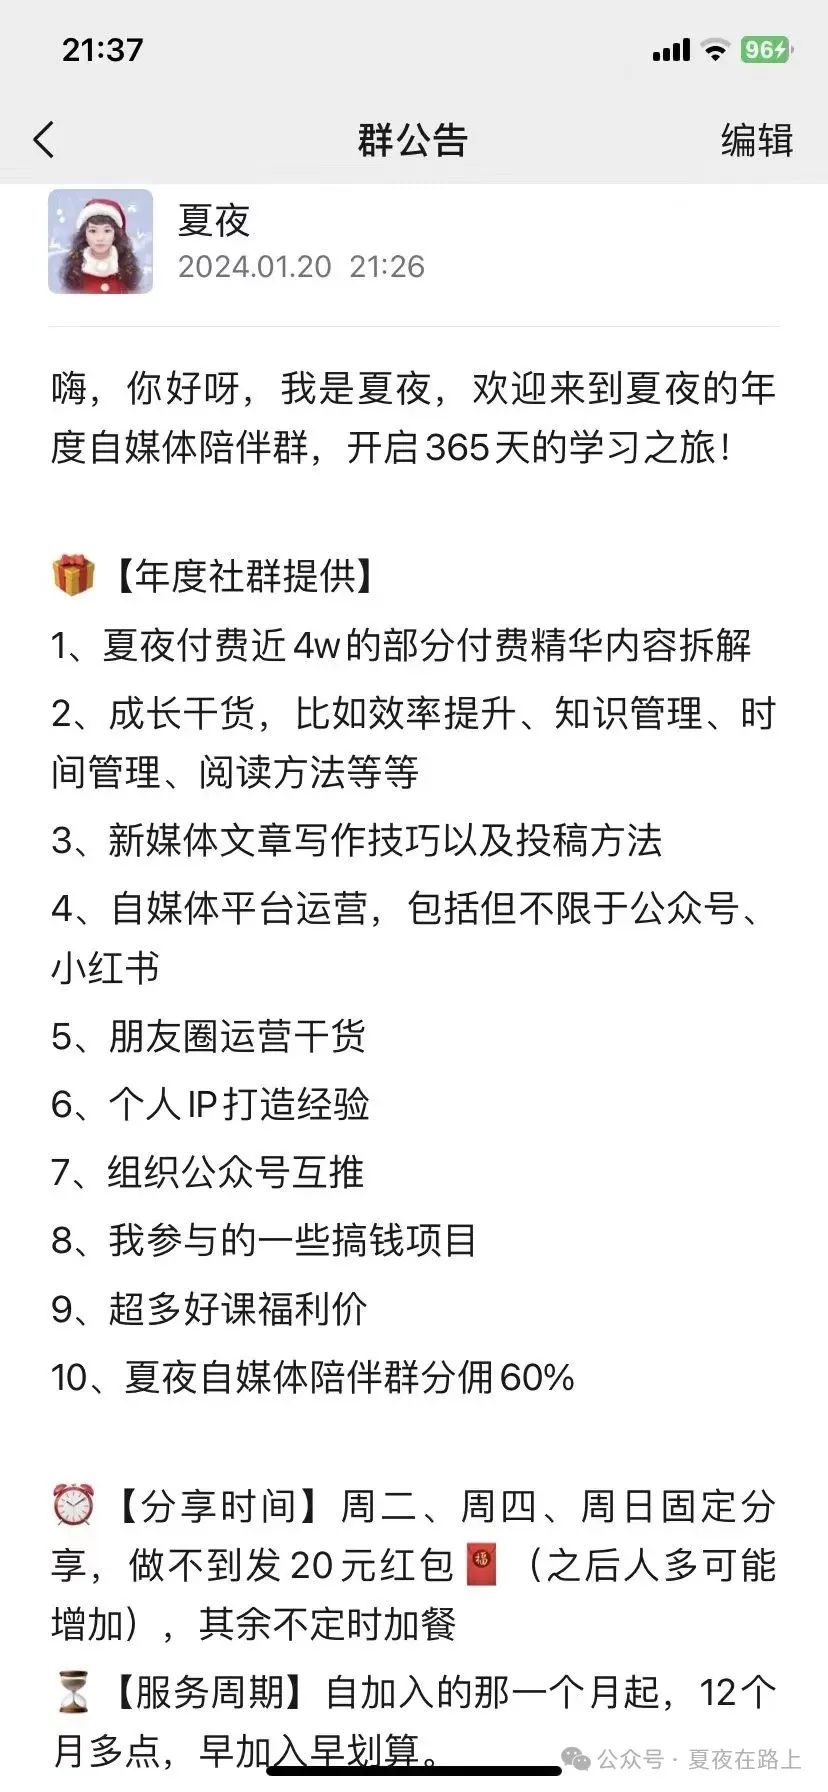 21:37
96
群公告
编辑
夏夜
2024.01.20 21:26
嗨，你好呀，我是夏夜，欢迎来到夏夜的年
度自媒体陪伴群，开启365天的学习之旅！
【年度社群提供】
1、夏夜付费近4w的部分付费精华内容拆解
2、成长干货，比如效率提升、知识管理、时
间管理、阅读方法等等
3、新媒体文章写作技巧以及投稿方法
4、自媒体平台运营，包括但不限于公众号、
小红书
5、朋友圈运营干货
6、个人IP打造经验
7、组织公众号互推
8、我参与的一些搞钱项目
9、超多好课福利价
10、夏夜自媒体陪伴群分佣60%
【分享时间】周二、周四、周日固定分
享，做不到发20元红包🧧（之后人多可能
增加），其余不定时加餐
【服务周期】自加入的那一个月起，12个
月多点，早加入早划算。
公众号·夏夜在路上